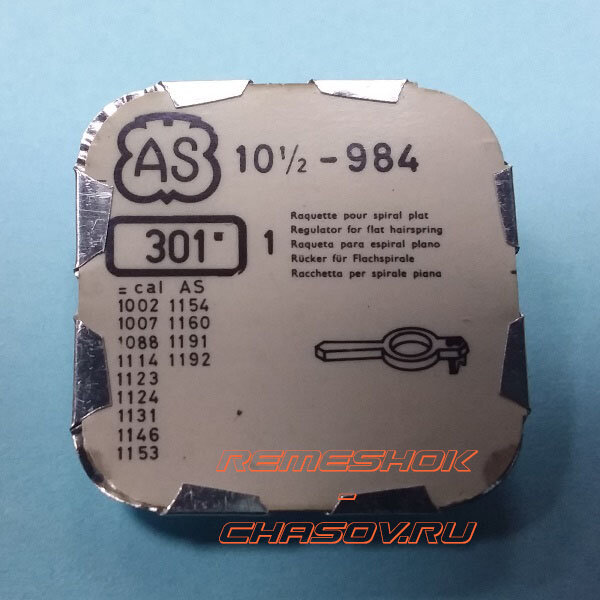 AS 10½ - 984
301" 1
Raquette pour spiral plat
Regulator for flat hairspring
Raqueta para espiral plano
Rücker für Flachspirale
Racchetta per spirale piana
= cal AS
1002 1154
1007 1160
1088 1191
1114 1192
1123
1124
1131
1146
1153
REMESHOK
-
CHASOV.RU